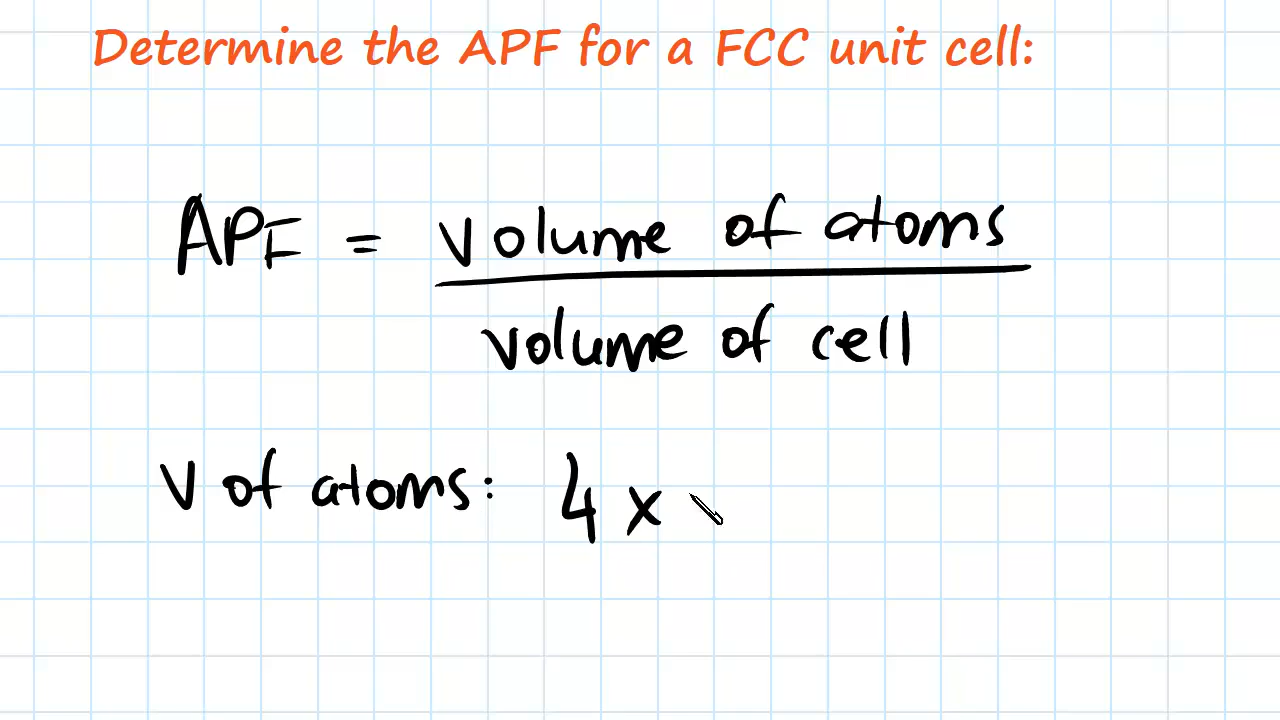 Determine the APF for a FCC unit cell:
APF = volume of atoms
volume of cell
V of atoms: 4 x